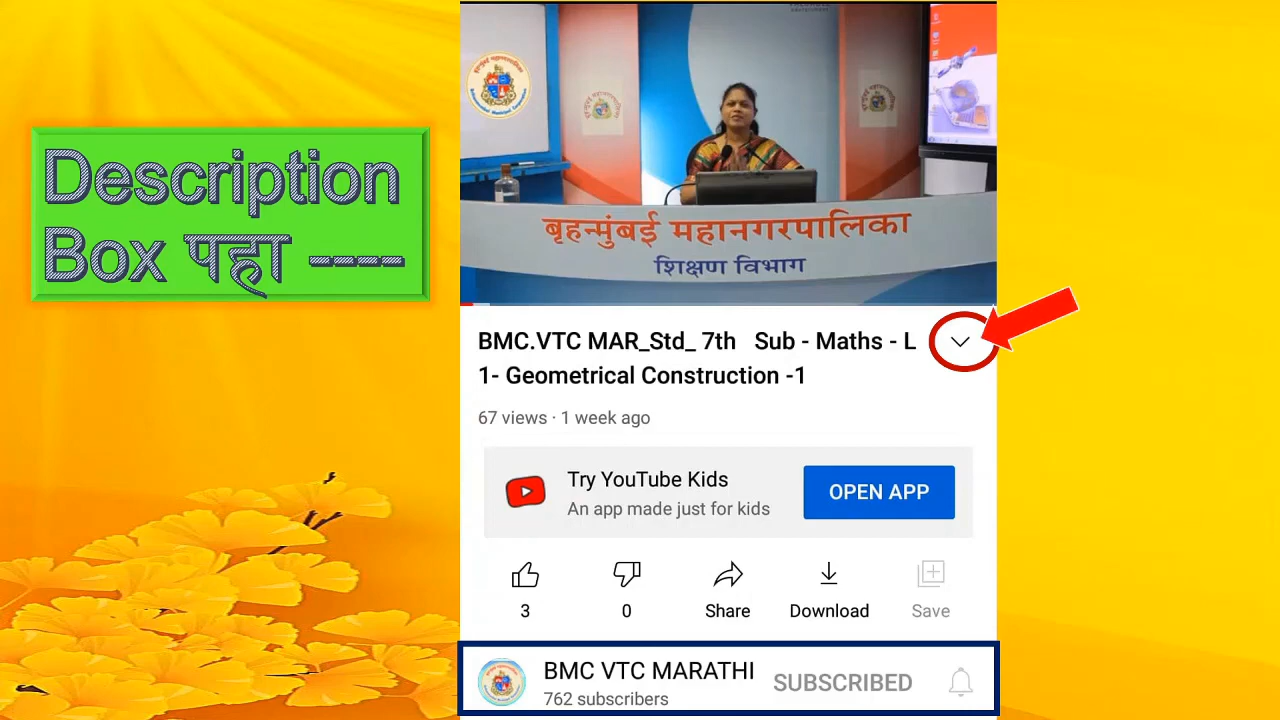 Description
Box पहा ----
बृहन्मुंबई महानगरपालिका
शिक्षण विभाग
BMC.VTC MAR_Std_ 7th Sub - Maths - L
1- Geometrical Construction -1
67 views · 1 week ago
Try YouTube Kids
An app made just for kids
OPEN APP
3
0
Share
Download
Save
BMC VTC MARATHI
762 subscribers
SUBSCRIBED